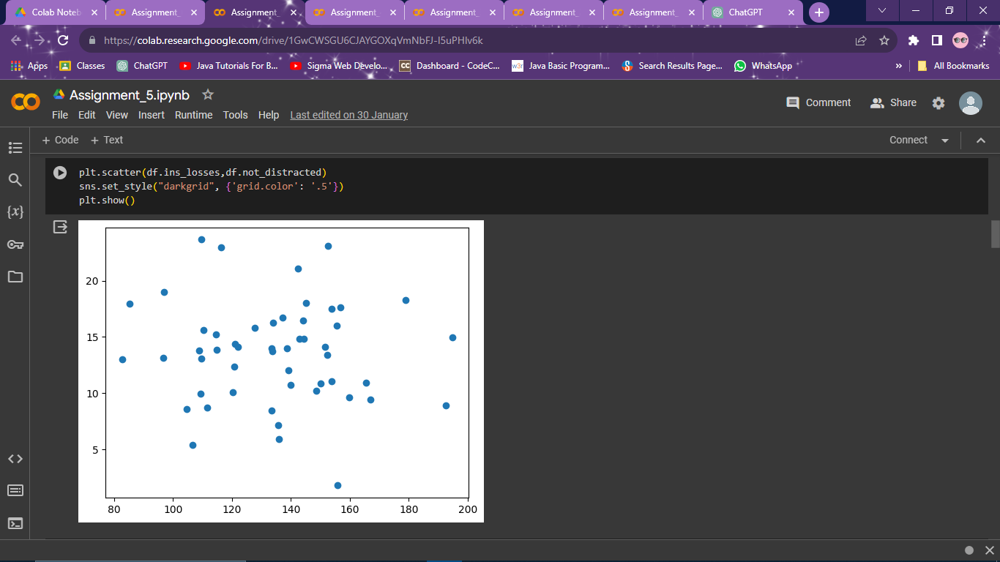 Colab Noteb
Assignment_
Assignment_
Assignment_
Assignment_
Assignment_
Assignment_
ChatGPT
https://colab.research.google.com/drive/1GwCWSGU6CJAYGOXqVmNbFJ-I5uPHIv6k
Apps
Classes
ChatGPT
Java Tutorials For B...
Sigma Web Develo...
CC Dashboard - CodeC...
w3r Java Basic Program...
Search Results Page...
WhatsApp
»
All Bookmarks
Assignment_5.ipynb
File Edit View Insert Runtime Tools Help Last edited on 30 January
Comment
Share
+ Code + Text
Connect
{x}
plt.scatter(df.ins_losses,df.not_distracted)
sns.set_style("darkgrid", {'grid.color': '.5'})
plt.show()
20
15
10
5
80 100 120 140 160 180 200